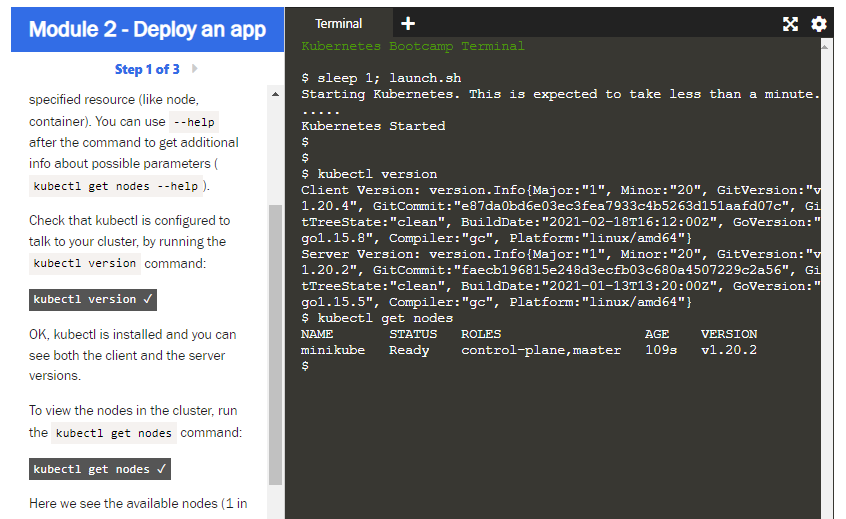 Module 2 - Deploy an app
Step 1 of 3
specified resource (like node,
container). You can use --help
after the command to get additional
info about possible parameters (
kubectl get nodes --help ).
Check that kubectl is configured to
talk to your cluster, by running the
kubectl version command:
kubectl version ✓
OK, kubectl is installed and you can
see both the client and the server
versions.
To view the nodes in the cluster, run
the kubectl get nodes command:
kubectl get nodes ✓
Here we see the available nodes (1 in
Terminal +
Kubernetes Bootcamp Terminal
$ sleep 1; launch.sh
Starting Kubernetes. This is expected to take less than a minute.
.....
Kubernetes Started
$
$
$ kubectl version
Client Version: version.Info{Major:"1", Minor:"20", GitVersion:"v
1.20.4", GitCommit:"e87da0bd6e03ec3fea7933c4b5263d151aafd07c", Gi
tTreeState:"clean", BuildDate:"2021-02-18T16:12:00Z", GoVersion:"
go1.15.8", Compiler:"gc", Platform:"linux/amd64"}
Server Version: version.Info{Major:"1", Minor:"20", GitVersion:"v
1.20.2", GitCommit:"faecb196815e248d3ecfb03c680a4507229c2a56", Gi
tTreeState:"clean", BuildDate:"2021-01-13T13:20:00Z", GoVersion:"
go1.15.5", Compiler:"gc", Platform:"linux/amd64"}
$ kubectl get nodes
NAME STATUS ROLES AGE VERSION
minikube Ready control-plane,master 109s v1.20.2
$